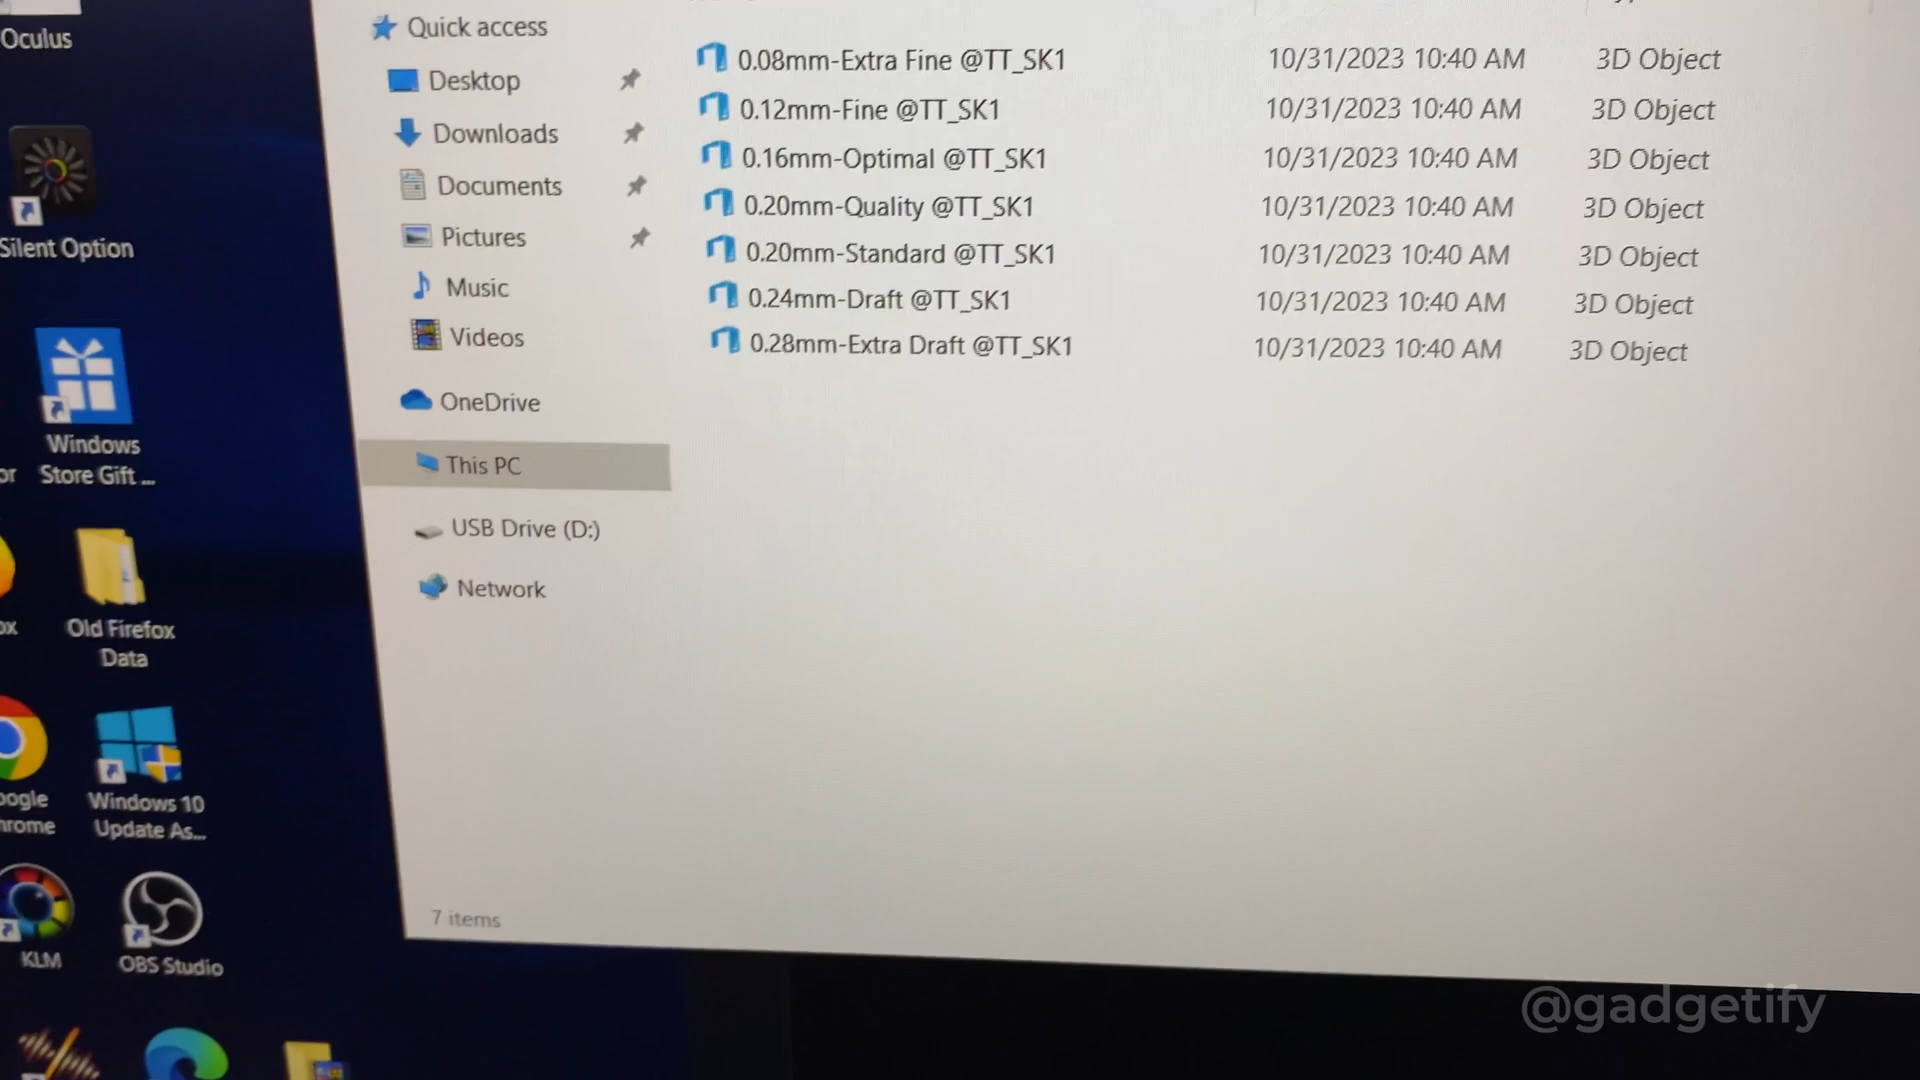 Oculus
Silent Option
Windows
Store Gift ...
or
Old Firefox
Data
ox
Windows 10
Update As...
KLM
OBS Studio
Quick access
Desktop
Downloads
Documents
Pictures
Music
Videos
OneDrive
This PC
USB Drive (D:)
Network
7 items
0.08mm-Extra Fine @TT_SK1 10/31/2023 10:40 AM 3D Object
0.12mm-Fine @TT_SK1 10/31/2023 10:40 AM 3D Object
0.16mm-Optimal @TT_SK1 10/31/2023 10:40 AM 3D Object
0.20mm-Quality @TT_SK1 10/31/2023 10:40 AM 3D Object
0.20mm-Standard @TT_SK1 10/31/2023 10:40 AM 3D Object
0.24mm-Draft @TT_SK1 10/31/2023 10:40 AM 3D Object
0.28mm-Extra Draft @TT_SK1 10/31/2023 10:40 AM 3D Object
@gadgetify